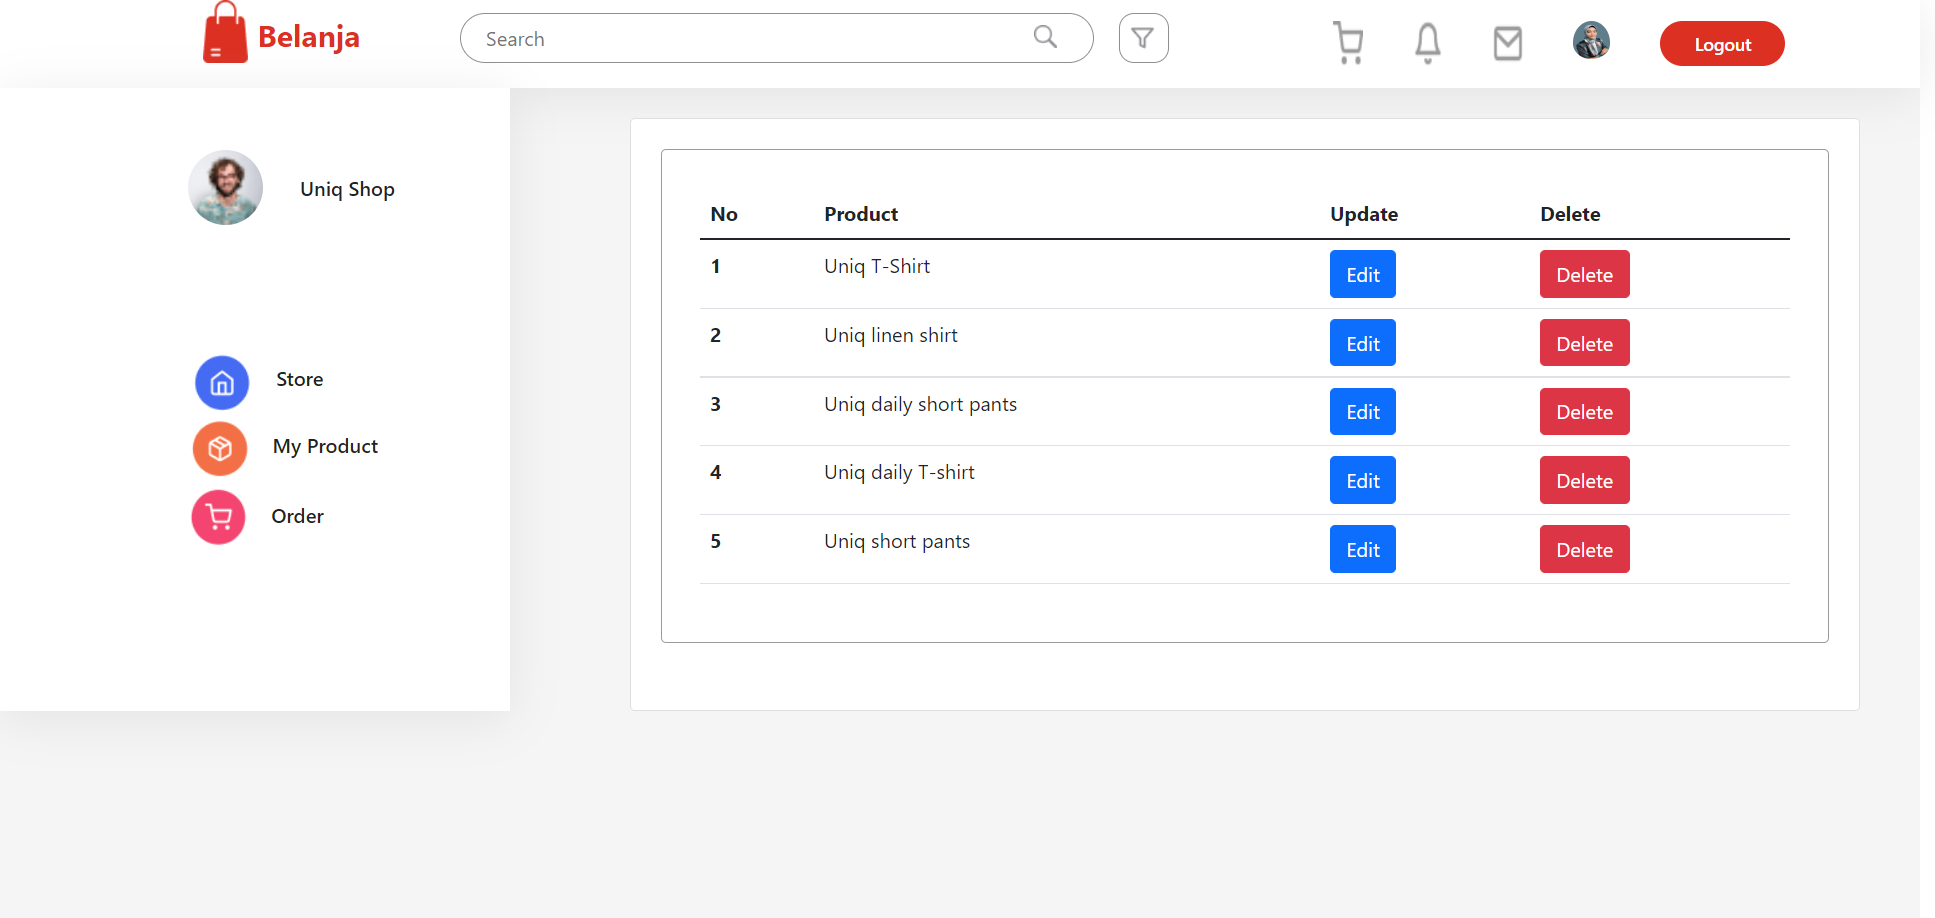 Belanja
Search
Logout
Uniq Shop
Store
My Product
Order
No Product Update Delete
1 Uniq T-Shirt Edit Delete
2 Uniq linen shirt Edit Delete
3 Uniq daily short pants Edit Delete
4 Uniq daily T-shirt Edit Delete
5 Uniq short pants Edit Delete